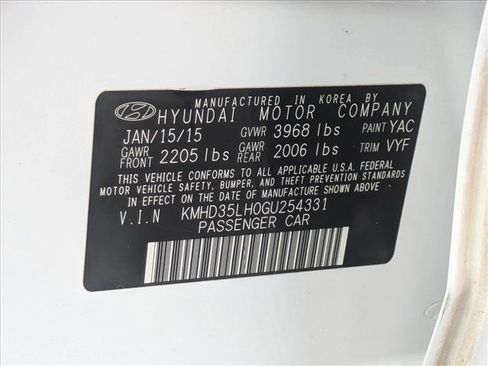 MANUFACTURED IN KOREA BY
HYUNDAI MOTOR COMPANY
JAN/15/15 GVWR 3968 lbs PAINT YAC
GAWR FRONT 2205 lbs GAWR REAR 2006 lbs TRIM VYF
THIS VEHICLE CONFORMS TO ALL APPLICABLE U.S.A. FEDERAL
MOTOR VEHICLE SAFETY, BUMPER, AND THEFT PREVENTION STANDARDS
IN EFFECT ON THE DATE OF MANUFACTURE SHOWN ABOVE.
V.I.N KMHD35LH0GU254331
PASSENGER CAR